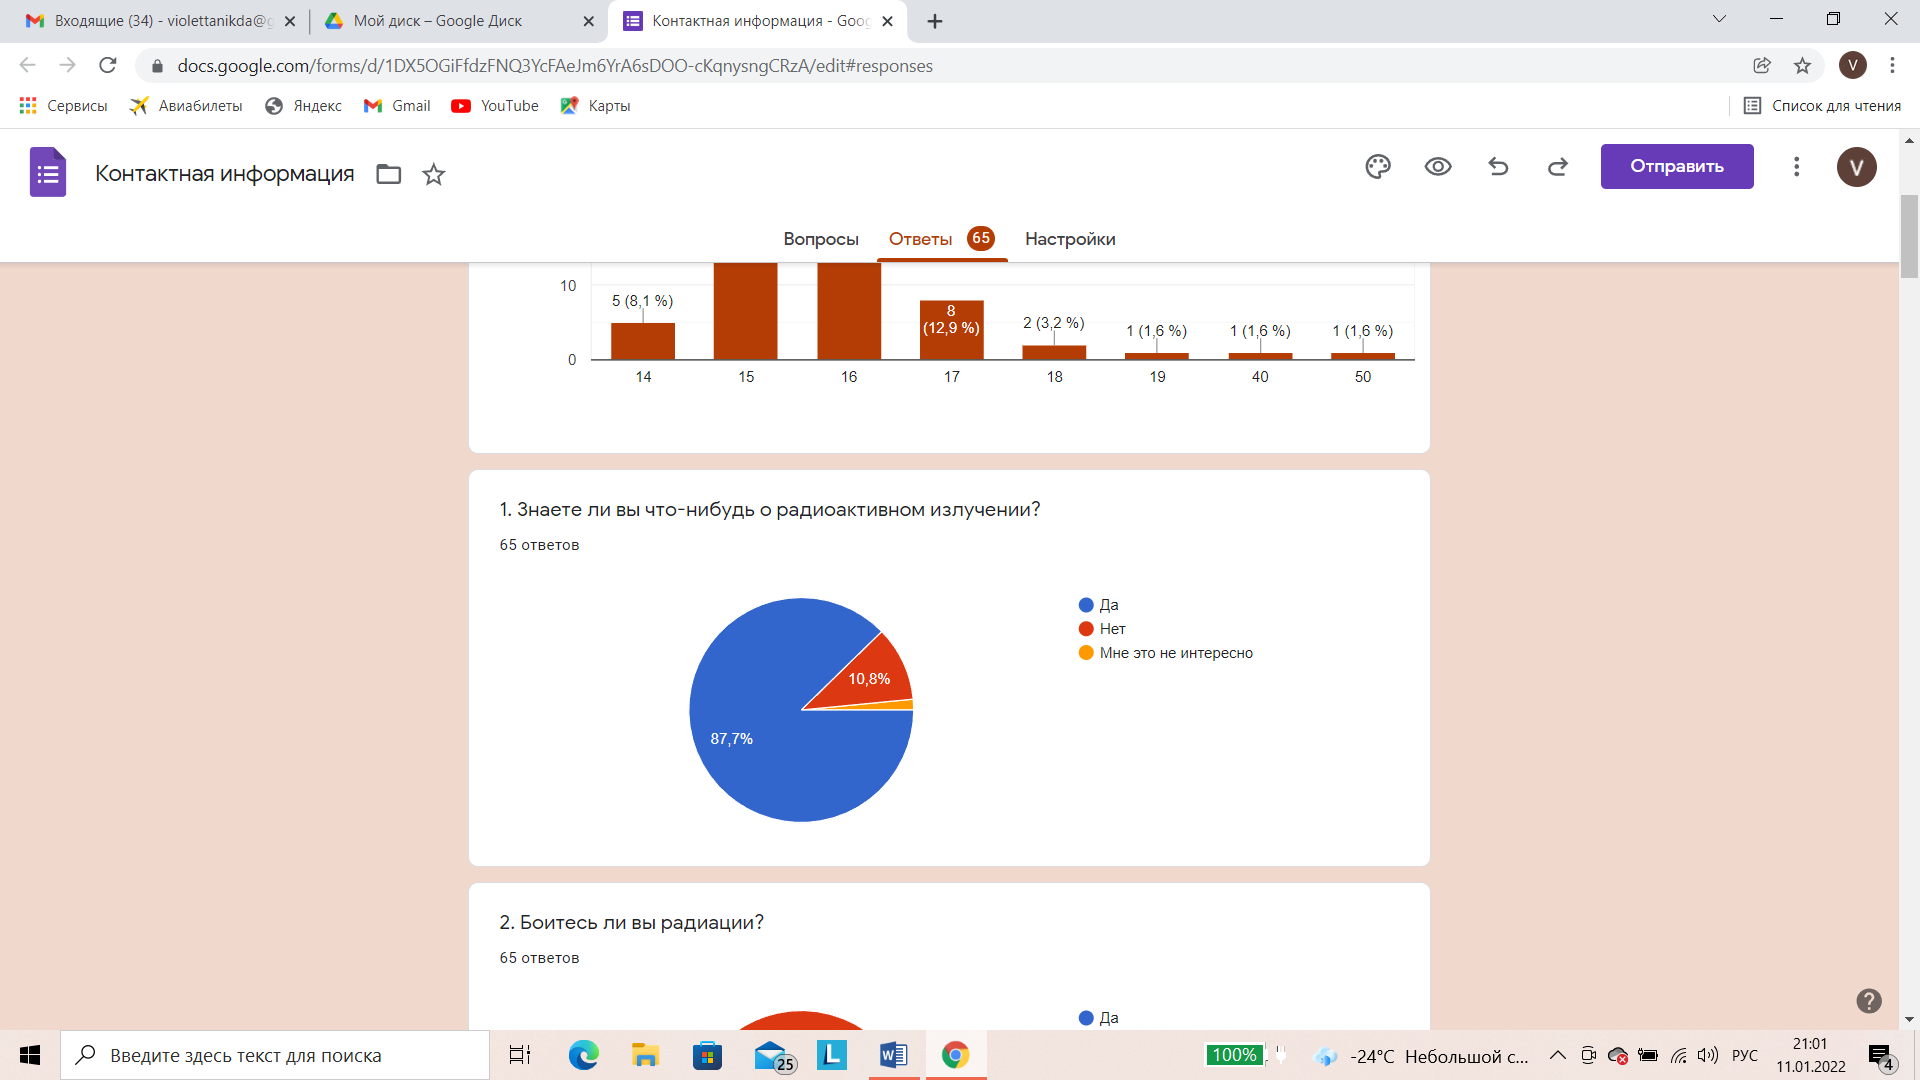 Входящие (34) - violettanikda@g
Мой диск – Google Диск
Контактная информация - Goog
docs.google.com/forms/d/1DX5OGiFfdzFNQ3YcFAeJm6YrA6sDOO-cKqnysngCRzA/edit#responses
V
Сервисы
Авиабилеты
Яндекс
Gmail
YouTube
Карты
Список для чтения
Контактная информация
Отправить
V
Вопросы
Ответы 65
Настройки
10
0
5 (8,1 %)
8
(12,9 %)
2 (3,2 %)
1 (1,6 %)
1 (1,6 %)
1 (1,6 %)
14 15 16 17 18 19 40 50
1. Знаете ли вы что-нибудь о радиоактивном излучении?
65 ответов
Да
Нет
Мне это не интересно
10,8%
87,7%
2. Боитесь ли вы радиации?
65 ответов
Да
Введите здесь текст для поиска
25
L
W
100%
-24°C Небольшой с...
РУС
21:01
11.01.2022
4